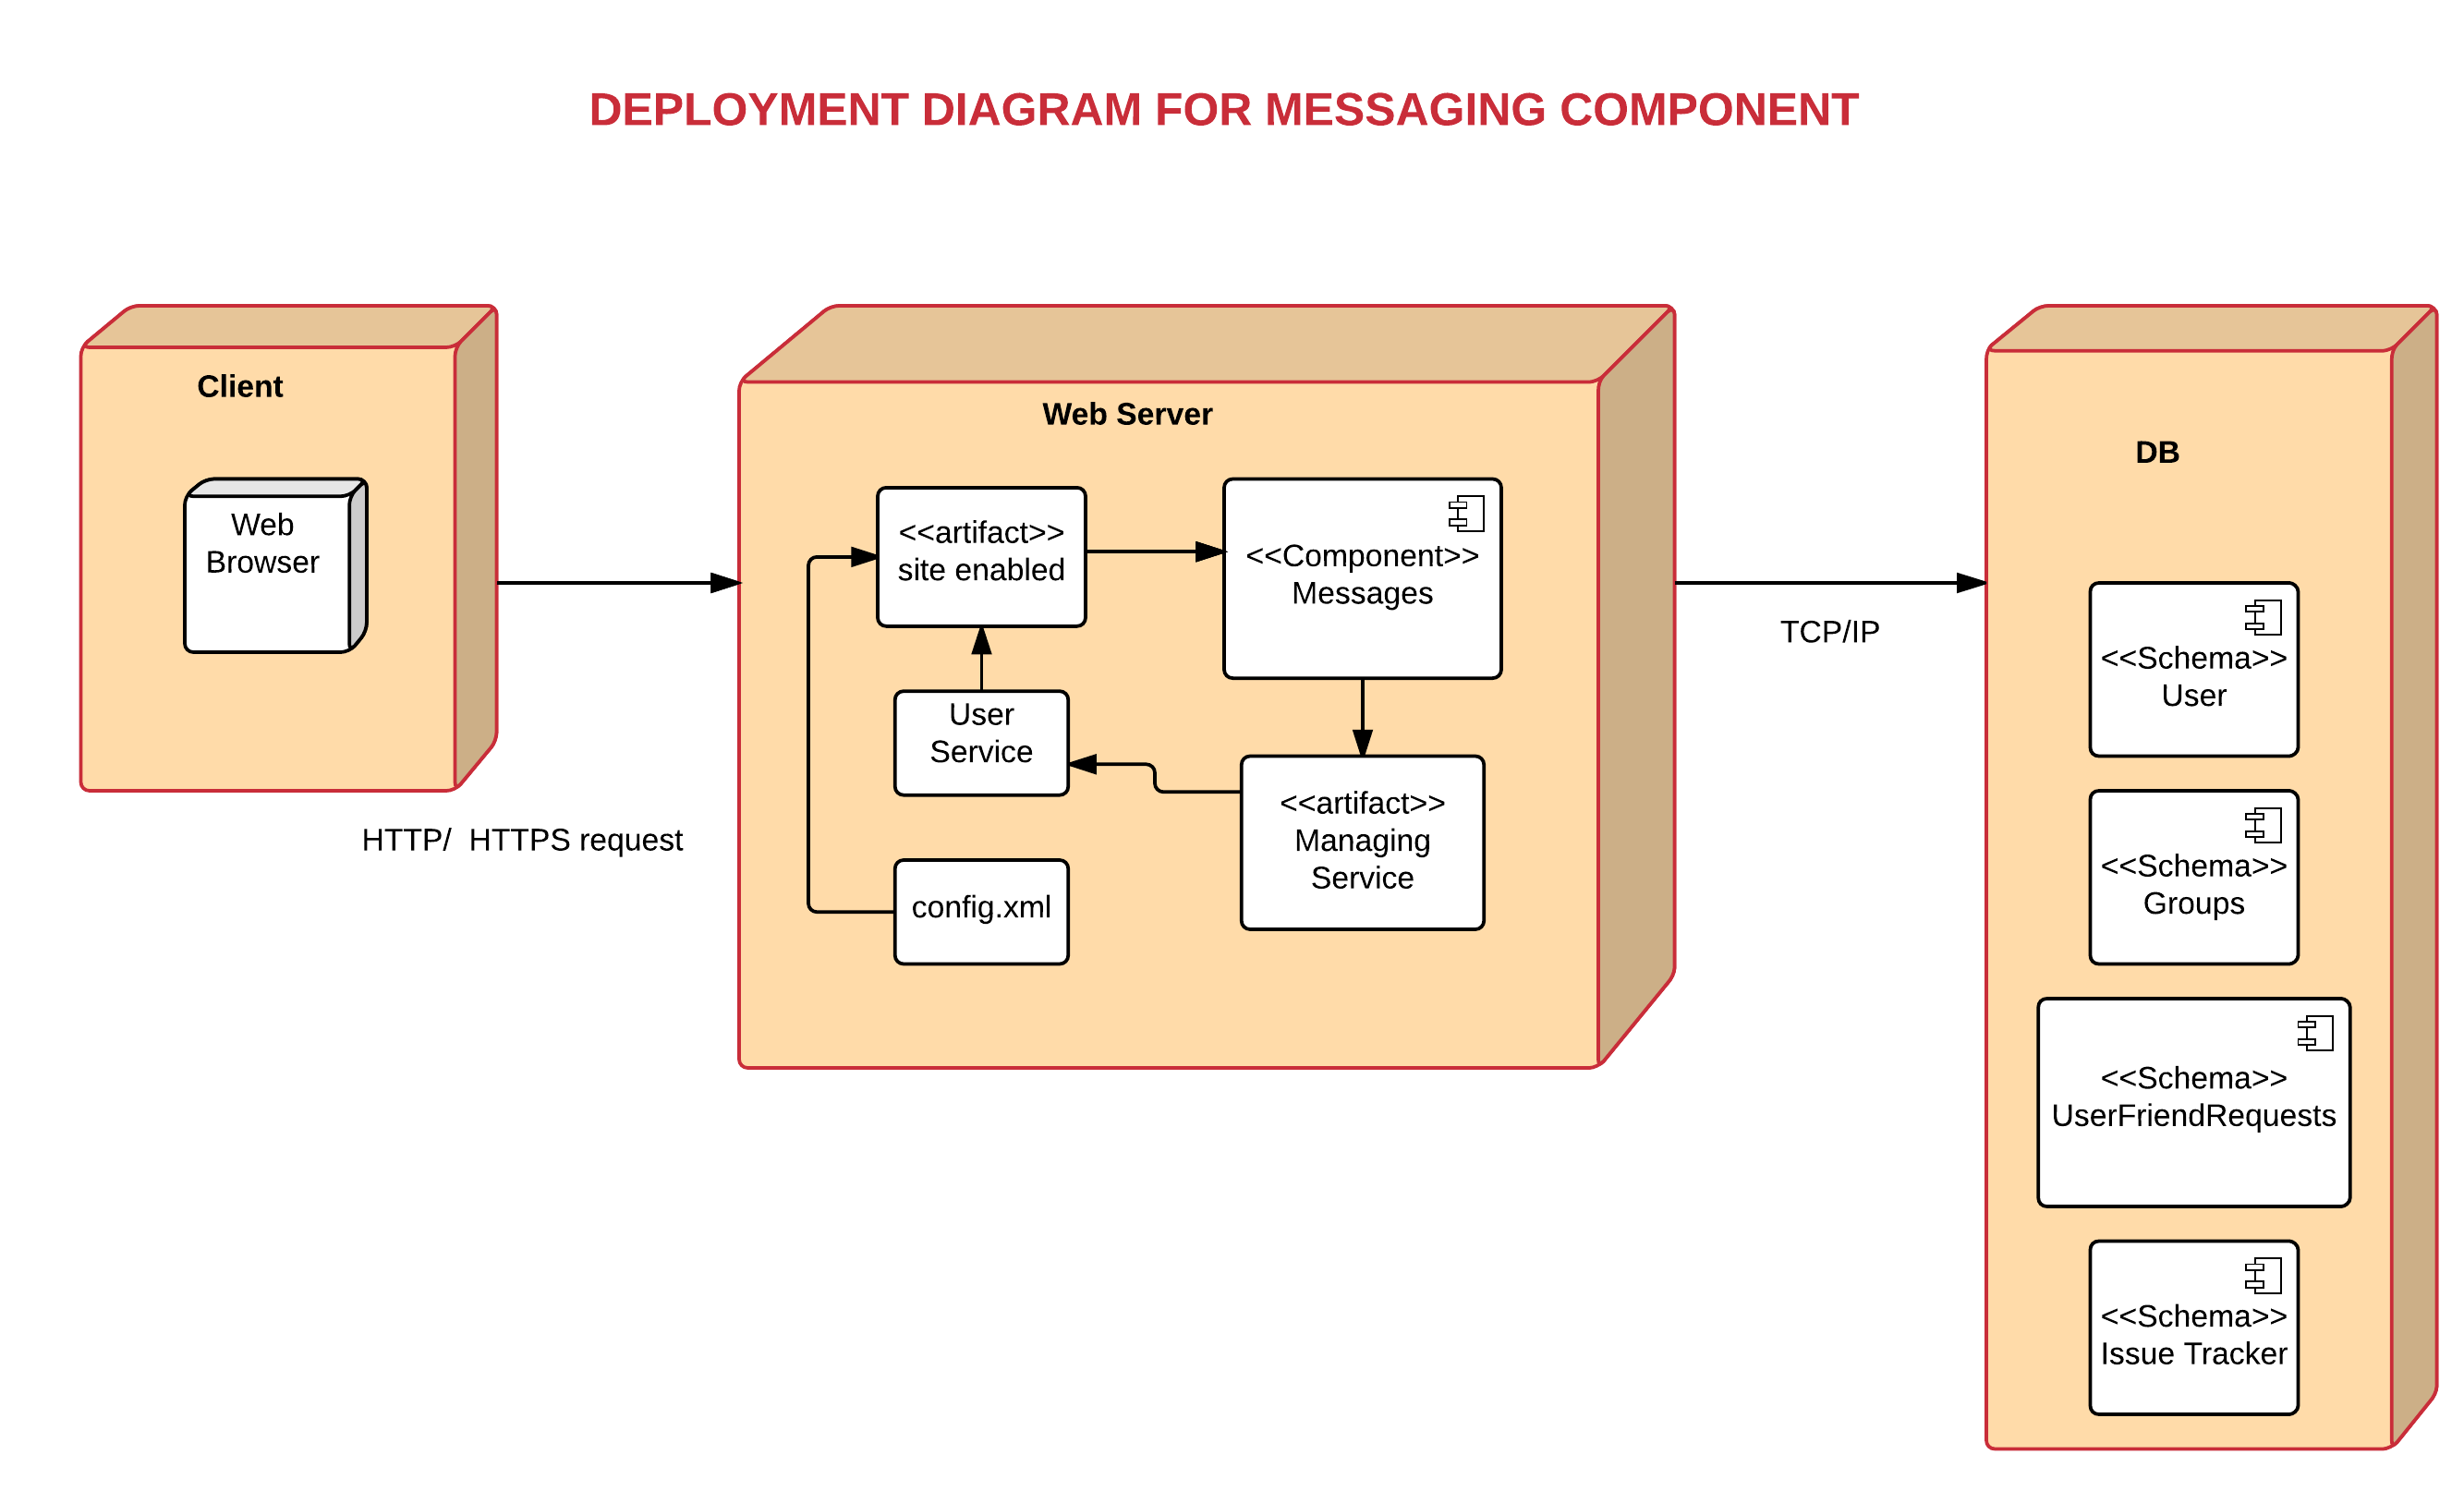 DEPLOYMENT DIAGRAM FOR MESSAGING COMPONENT
Client
Web
Browser
HTTP/  HTTPS request
Web Server
<<artifact>>
site enabled
<<Component>>
Messages
User
Service
<<artifact>>
Managing
Service
config.xml
TCP/IP
DB
<<Schema>>
User
<<Schema>>
Groups
<<Schema>>
UserFriendRequests
<<Schema>>
Issue Tracker